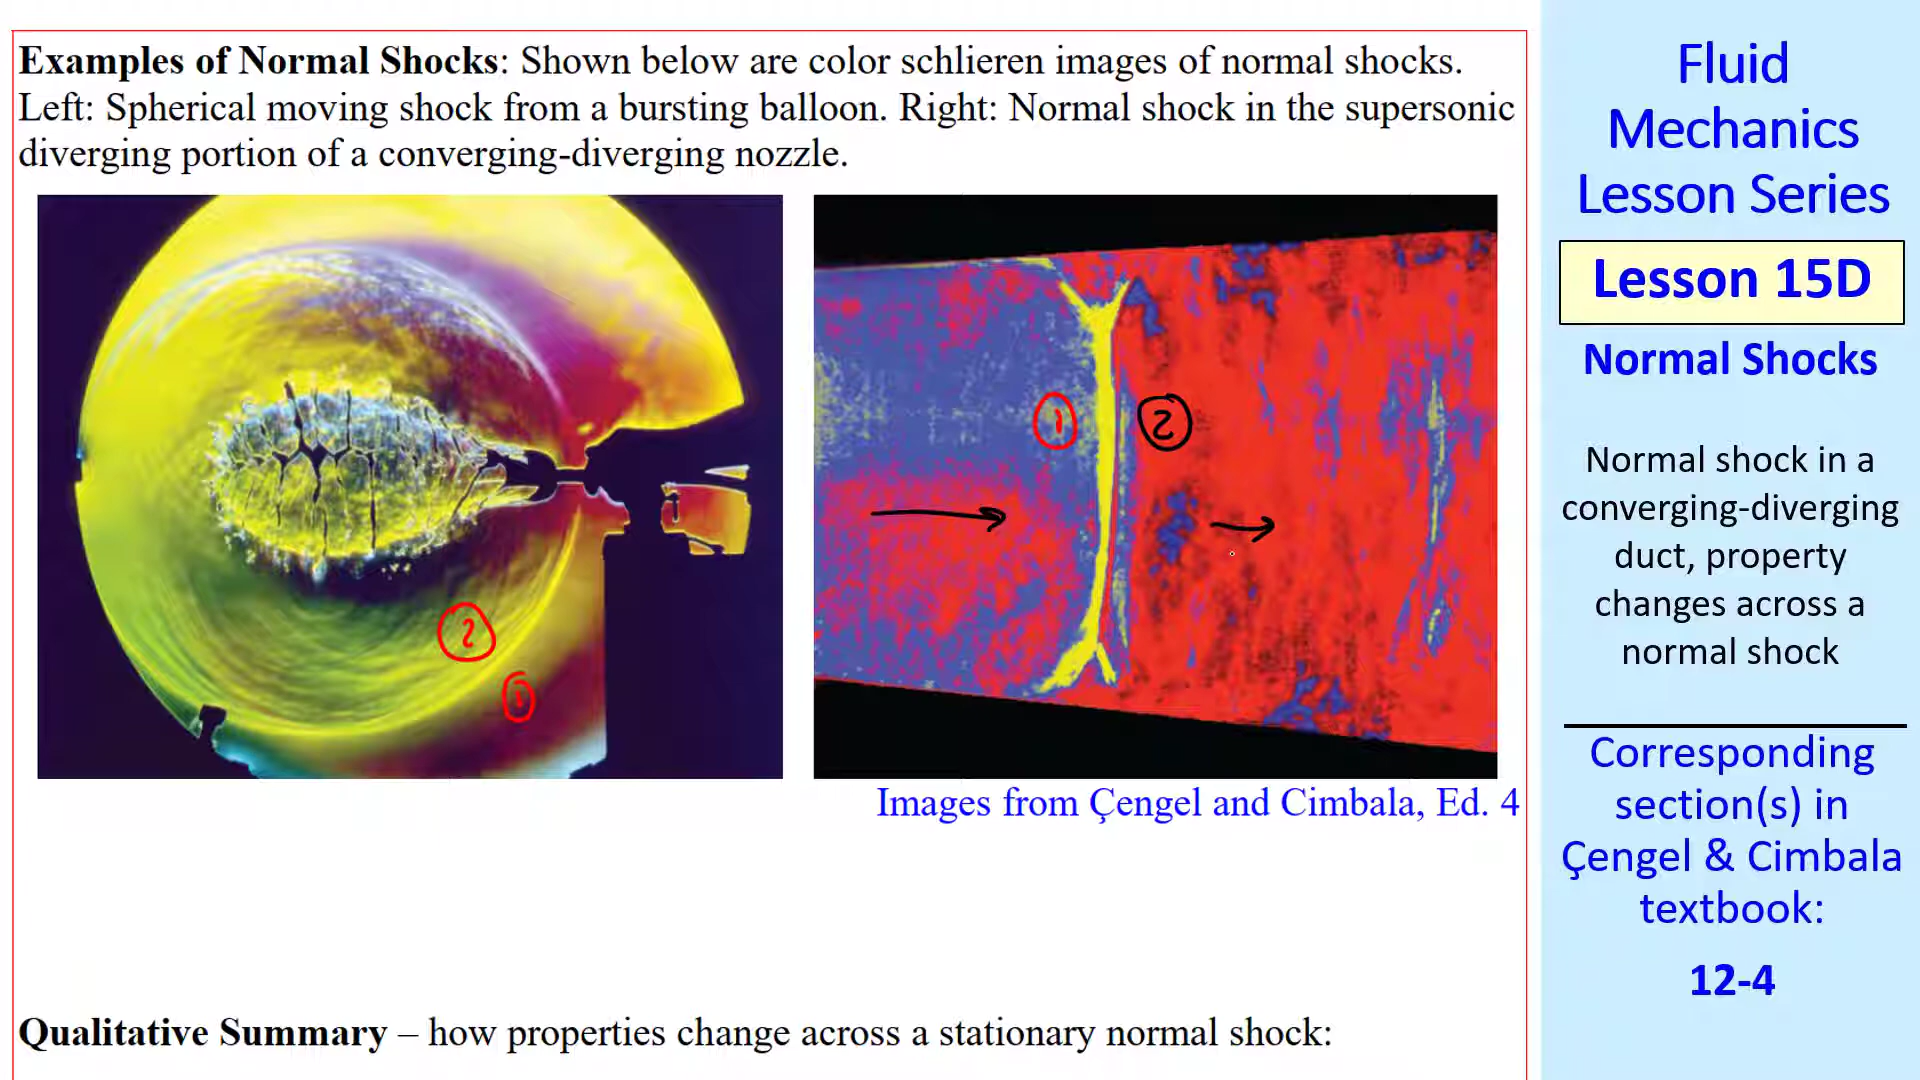 Examples of Normal Shocks: Shown below are color schlieren images of normal shocks.
Left: Spherical moving shock from a bursting balloon. Right: Normal shock in the supersonic
diverging portion of a converging-diverging nozzle.
1
2
2
1
Images from Çengel and Cimbala, Ed. 4
Qualitative Summary – how properties change across a stationary normal shock:
Fluid
Mechanics
Lesson Series
Lesson 15D
Normal Shocks
Normal shock in a
converging-diverging
duct, property
changes across a
normal shock
Corresponding
section(s) in
Çengel & Cimbala
textbook:
12-4